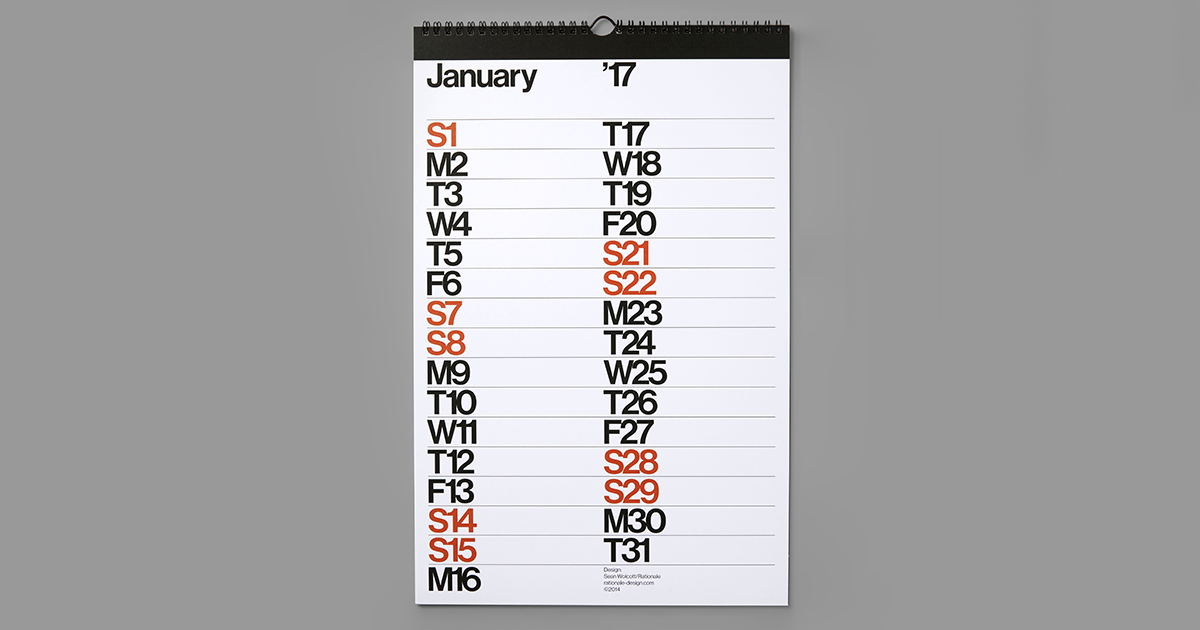 January ’17
S1
M2
T3
W4
T5
F6
S7
S8
M9
T10
W11
T12
F13
S14
S15
M16
T17
W18
T19
F20
S21
S22
M23
T24
W25
T26
F27
S28
S29
M30
T31
Design:
Sean Wolcott/Rationale
rationale-design.com
©2014